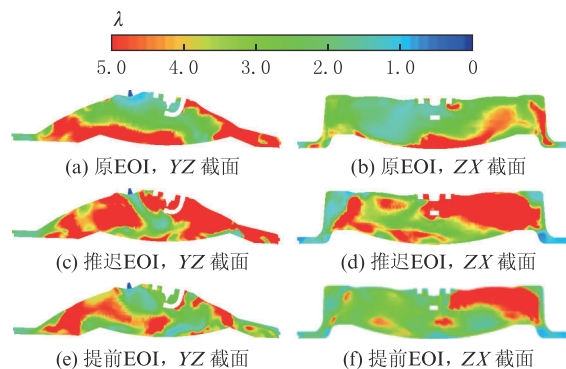 λ
5.0 4.0 3.0 2.0 1.0 0
(a) 原EOI，YZ 截面 (b) 原EOI，ZX 截面
(c) 推迟EOI，YZ 截面 (d) 推迟EOI，ZX 截面
(e) 提前EOI，YZ 截面 (f) 提前EOI，ZX 截面